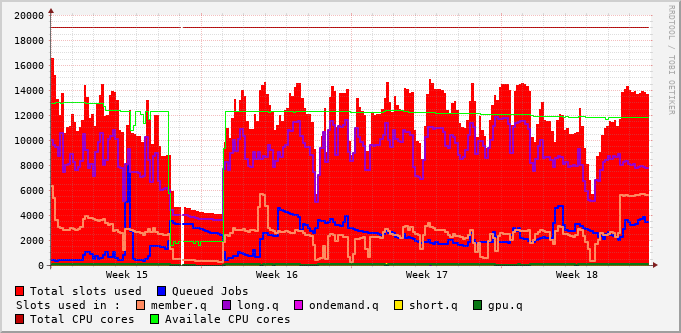 20000
18000
16000
14000
12000
10000
8000
6000
4000
2000
0
Week 15 Week 16 Week 17 Week 18
Total slots used Queued Jobs
Slots used in : member.q long.q ondemand.q short.q gpu.q
Total CPU cores Availale CPU cores
RRDTOOL / TOBI OETIKER